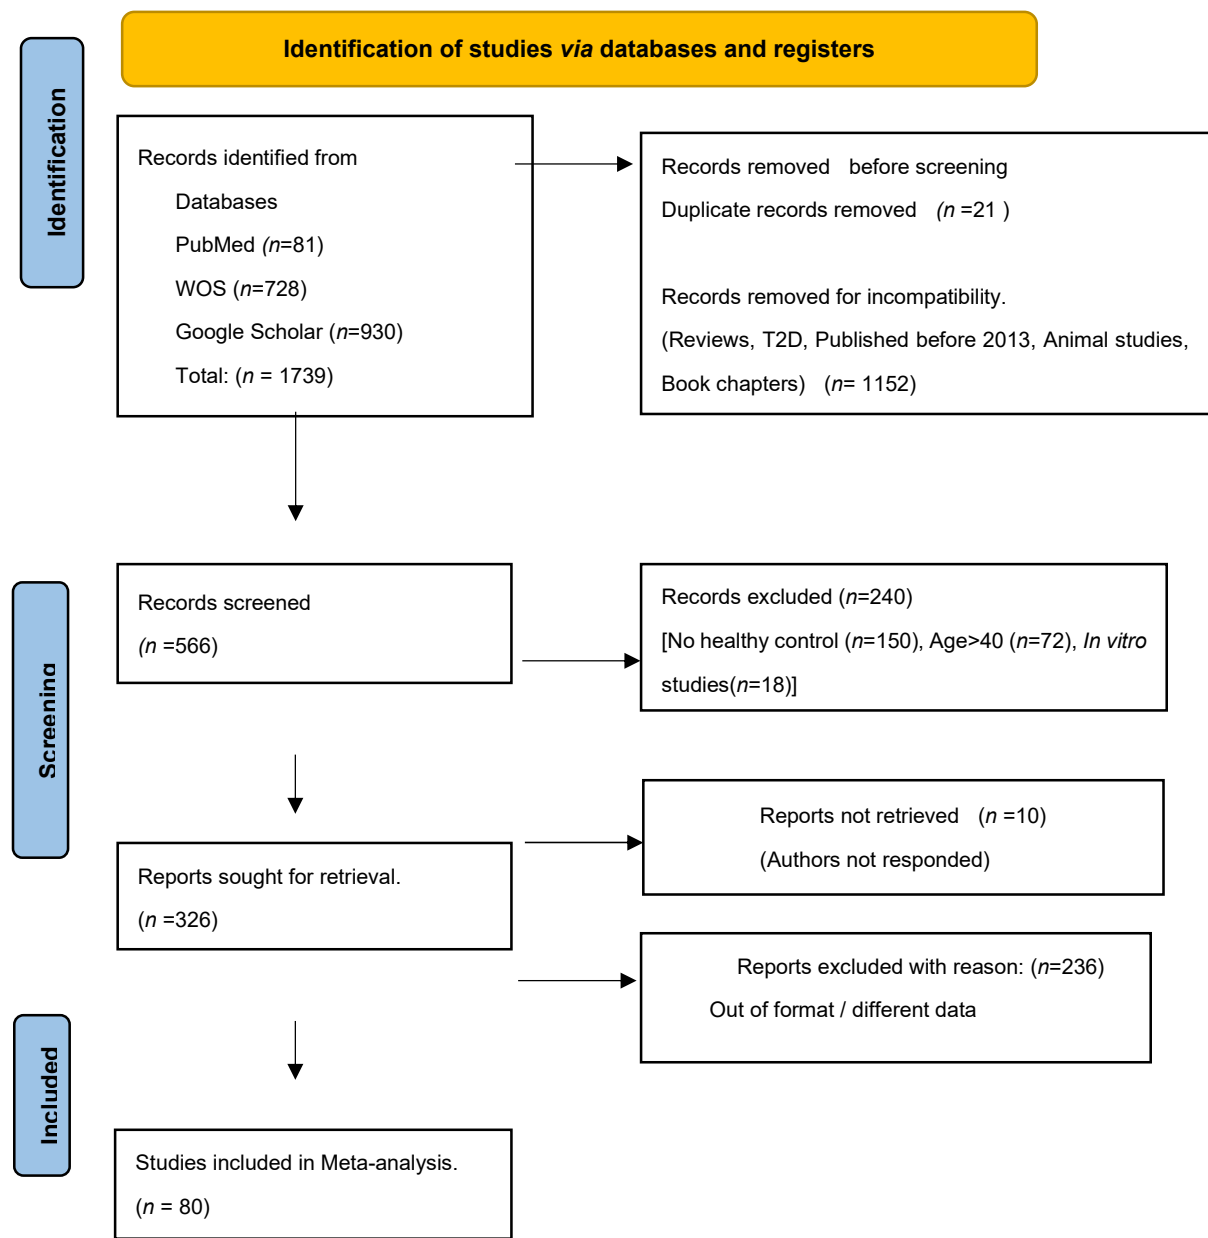 Identification of studies via databases and registers
Identification
Records identified from
Databases
PubMed (n=81)
WOS (n=728)
Google Scholar (n=930)
Total: (n = 1739)
Records removed before screening
Duplicate records removed (n =21 )
Records removed for incompatibility.
(Reviews, T2D, Published before 2013, Animal studies,
Book chapters) (n= 1152)
Screening
Records screened
(n =566)
Records excluded (n=240)
[No healthy control (n=150), Age>40 (n=72), In vitro
studies(n=18)]
Reports sought for retrieval.
(n =326)
Reports not retrieved (n =10)
(Authors not responded)
Reports excluded with reason: (n=236)
Out of format / different data
Included
Studies included in Meta-analysis.
(n = 80)